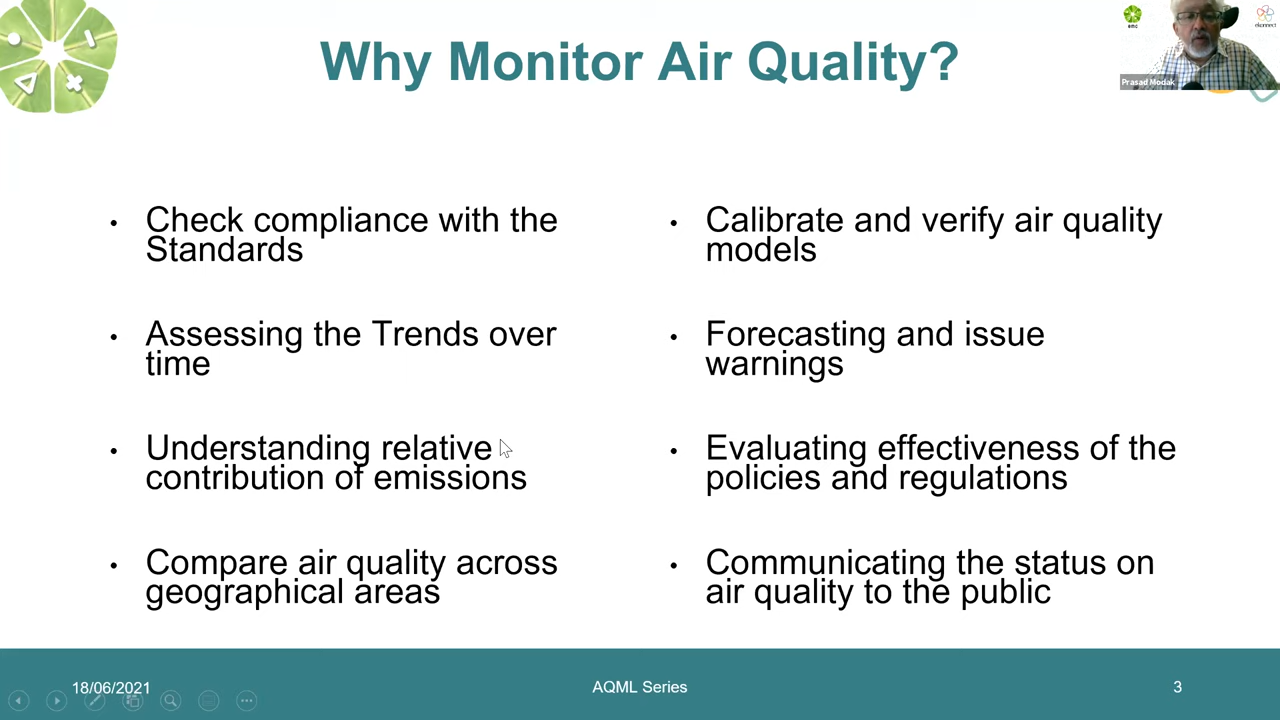 Why Monitor Air Quality?
emc
ekonnect
Prasad Modak
• Check compliance with the
Standards
• Assessing the Trends over
time
• Understanding relative
contribution of emissions
• Compare air quality across
geographical areas
• Calibrate and verify air quality
models
• Forecasting and issue
warnings
• Evaluating effectiveness of the
policies and regulations
• Communicating the status on
air quality to the public
18/06/2021
AQML Series
3